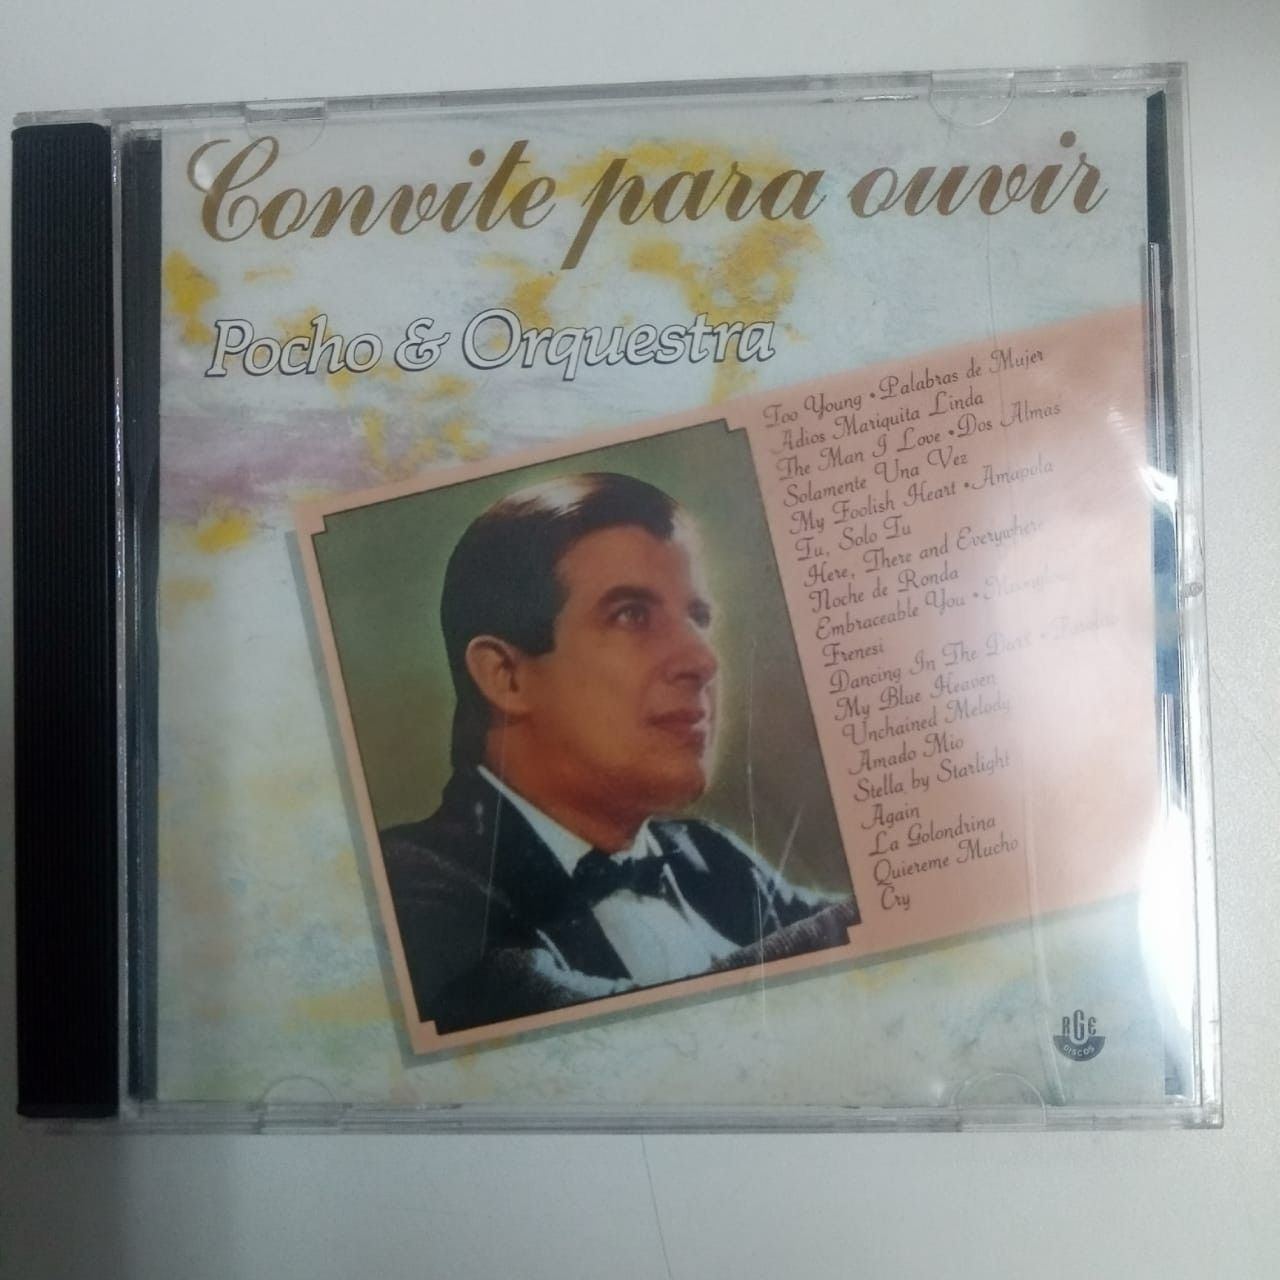 Convite para ouvir
Pocho & Orquestra
Too Young • Palabras de Mujer
Adios Mariquita Linda
The Man I Love • Dos Almas
Solamente Una Vez
My Foolish Heart • Amapola
Tu, Solo Tu
Here, There and Everywhere
Noche de Ronda
Embraceable You •
Frenesi
Dancing In The Dark •
My Blue Heaven
Unchained Melody
Amado Mio
Stella by Starlight
Again
La Golondrina
Quiereme Mucho
Cry
RGE
DISCOS